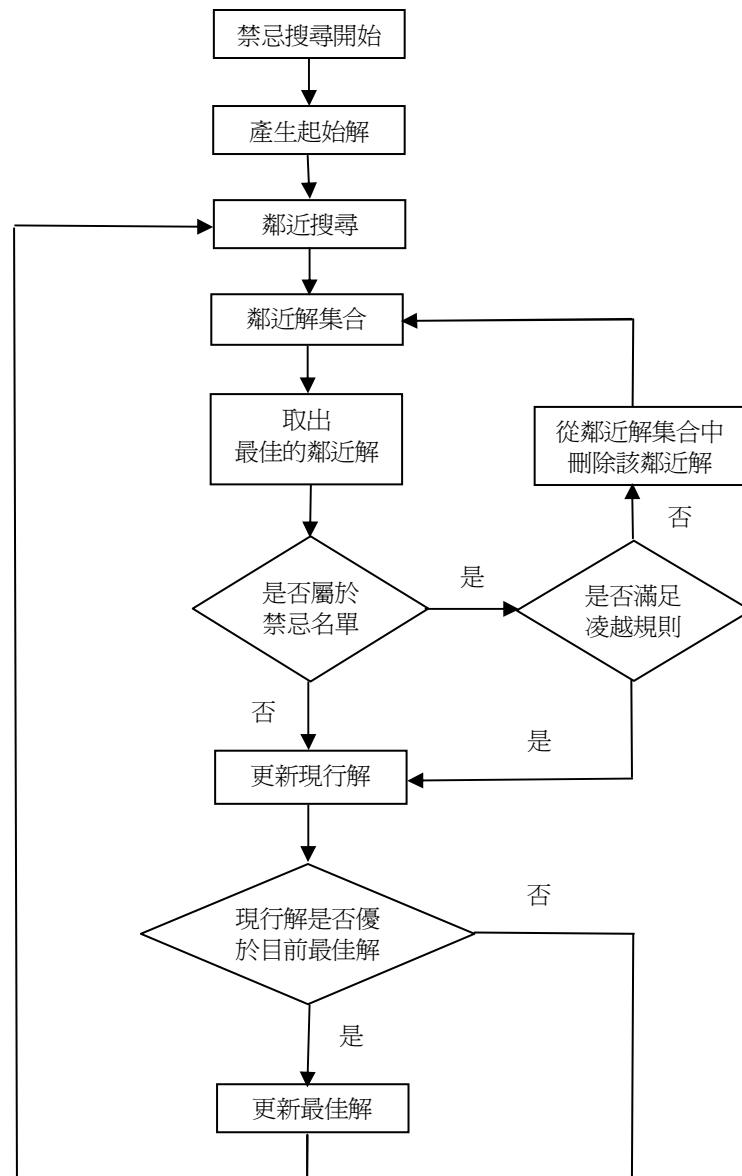 禁忌搜尋開始
產生起始解
鄰近搜尋
鄰近解集合
取出
最佳的鄰近解
從鄰近解集合中
刪除該鄰近解
否
是否屬於
禁忌名單
是
是否滿足
凌越規則
否
是
更新現行解
現行解是否優
於目前最佳解
否
是
更新最佳解